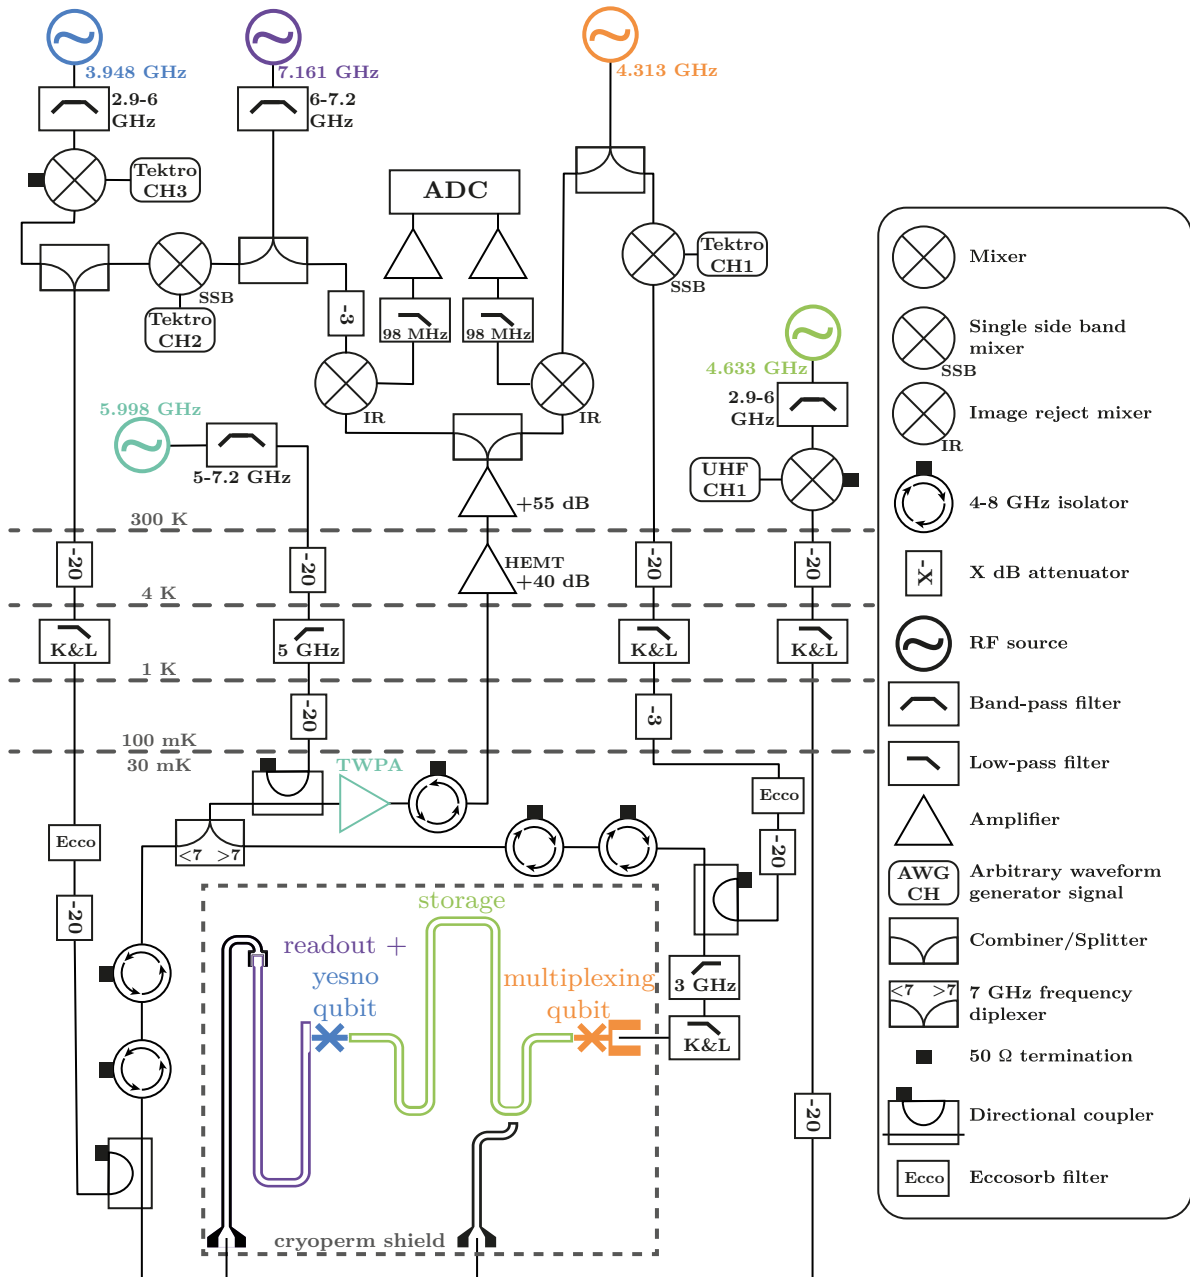 3.948 GHz
7.161 GHz
4.313 GHz
2.9-6
GHz
6-7.2
GHz
Tektro
CH3
ADC
SSB
Tektro
CH2
Tektro
CH1
SSB
-3
98 MHz
98 MHz
IR
IR
4.633 GHz
2.9-6
GHz
5.998 GHz
5-7.2 GHz
UHF
CH1
+55 dB
300 K
-20
-20
HEMT
+40 dB
-20
-20
4 K
K&L
5 GHz
K&L
K&L
1 K
-20
-3
100 mK
30 mK
TWPA
Ecco
Ecco
<7 >7
-20
-20
storage
readout +
yesno
qubit
multiplexing
qubit
3 GHz
K&L
-20
cryoperm shield
Mixer
Single side band
mixer
SSB
Image reject mixer
IR
4-8 GHz isolator
-X
X dB attenuator
RF source
Band-pass filter
Low-pass filter
Amplifier
AWG
CH
Arbitrary waveform
generator signal
Combiner/Splitter
<7 >7
7 GHz frequency
diplexer
50 Ω termination
Directional coupler
Ecco
Eccosorb filter